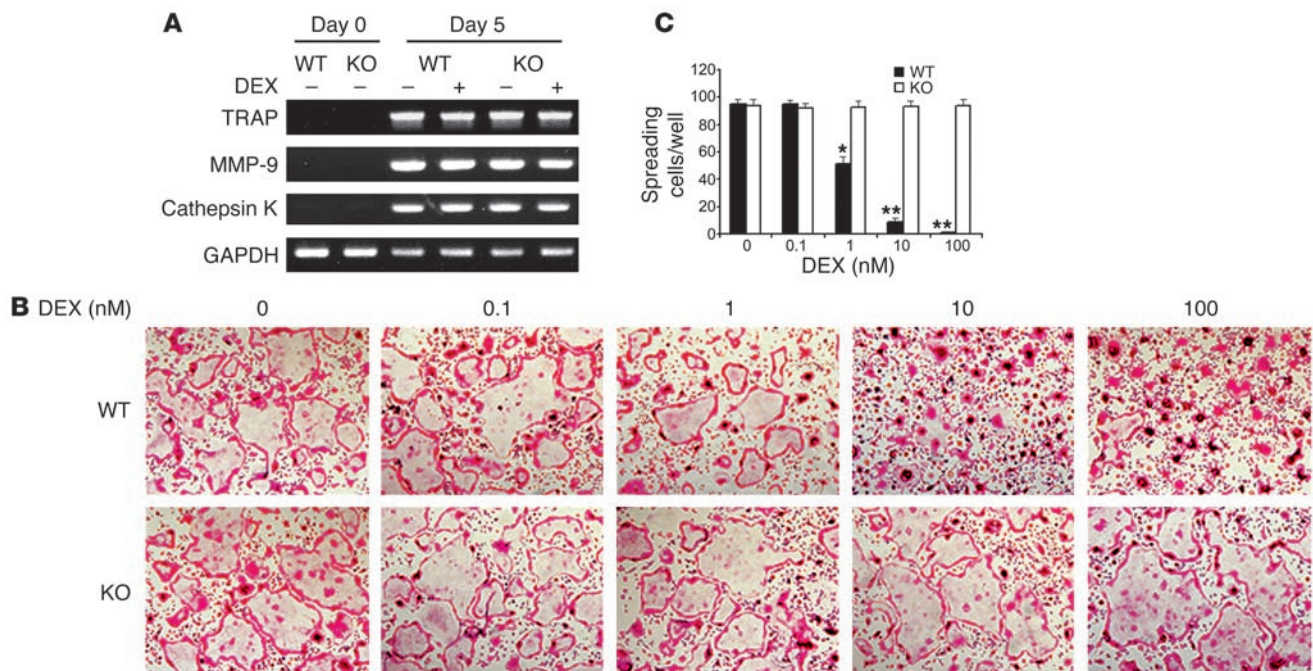 A
Day 0 Day 5
WT KO WT KO
DEX – – – + – +
TRAP
MMP-9
Cathepsin K
GAPDH
C
WT
KO
Spreading
cells/well
120
100
80
60
40
20
0
*
**
**
0 0.1 1 10 100
DEX (nM)
B DEX (nM) 0 0.1 1 10 100
WT
KO